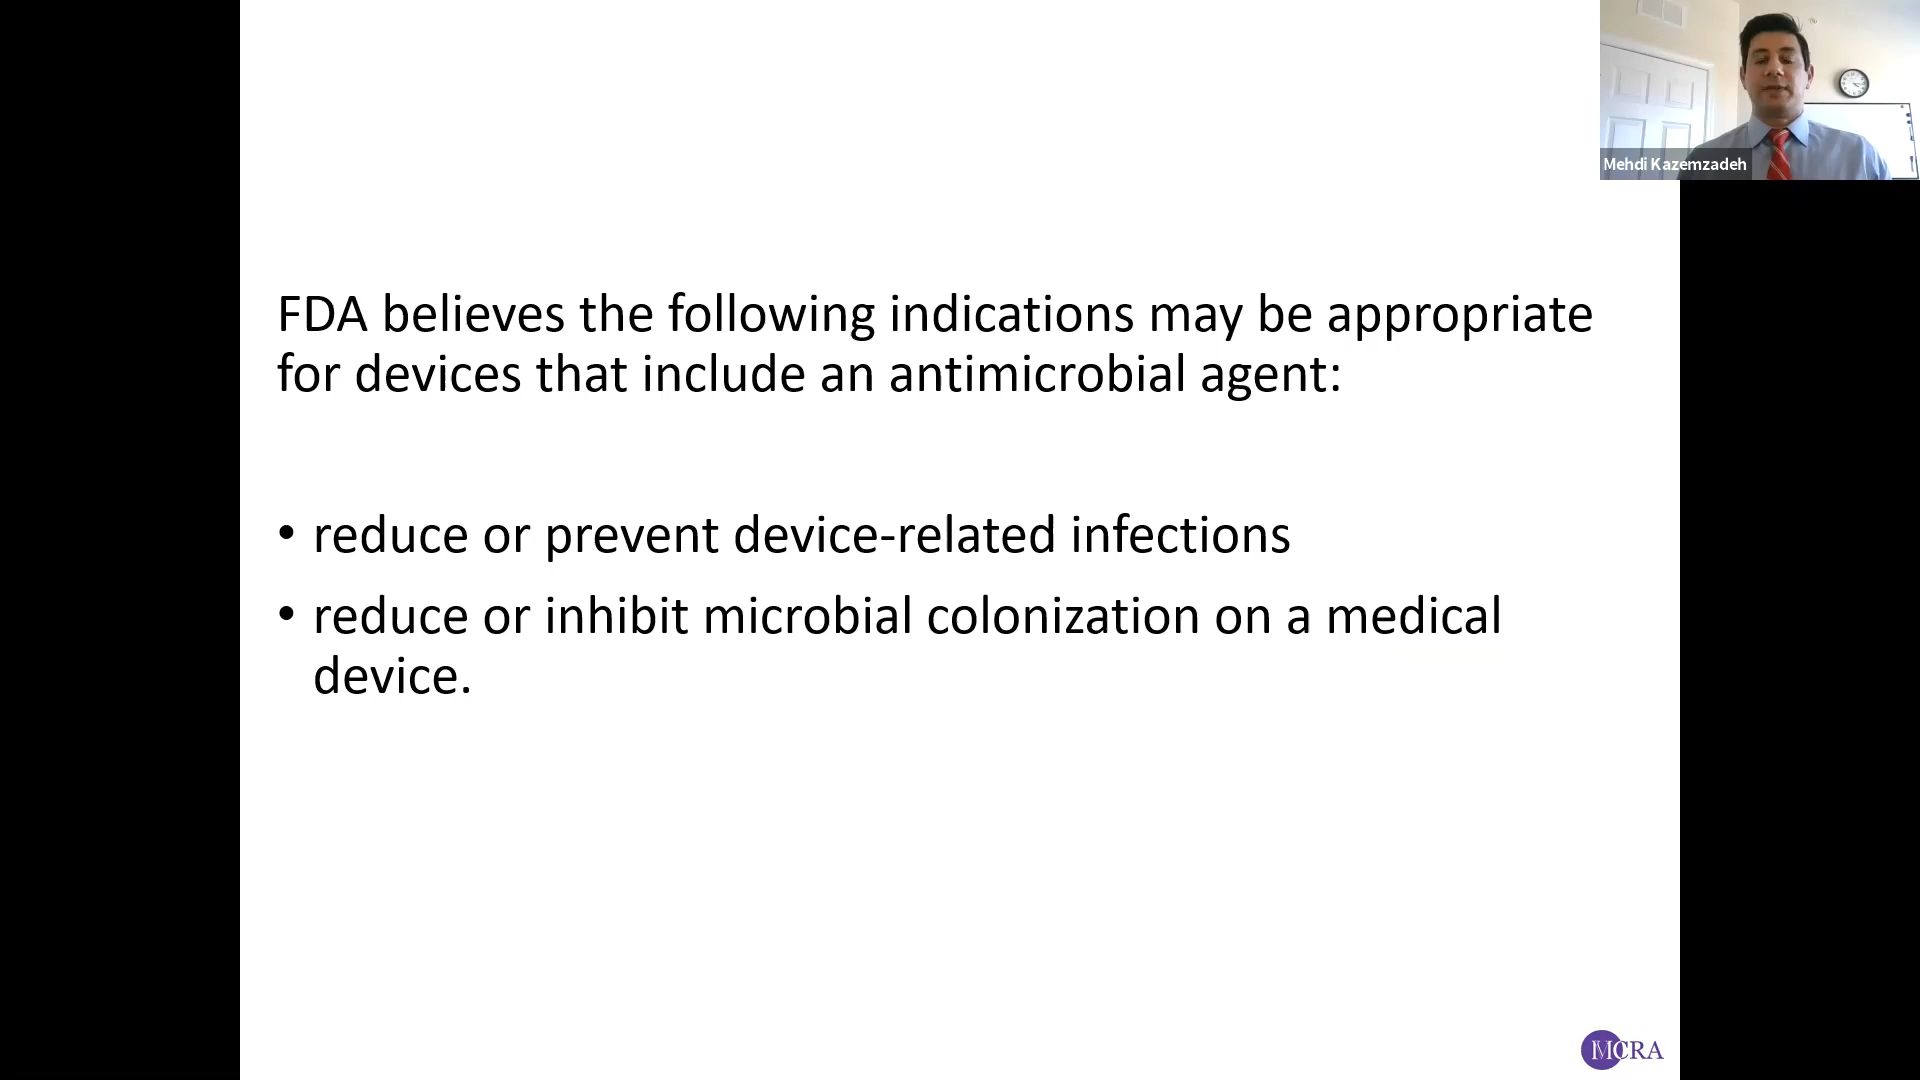 Mehdi Kazemzadeh
FDA believes the following indications may be appropriate
for devices that include an antimicrobial agent:
• reduce or prevent device-related infections
• reduce or inhibit microbial colonization on a medical
device.
MCRA